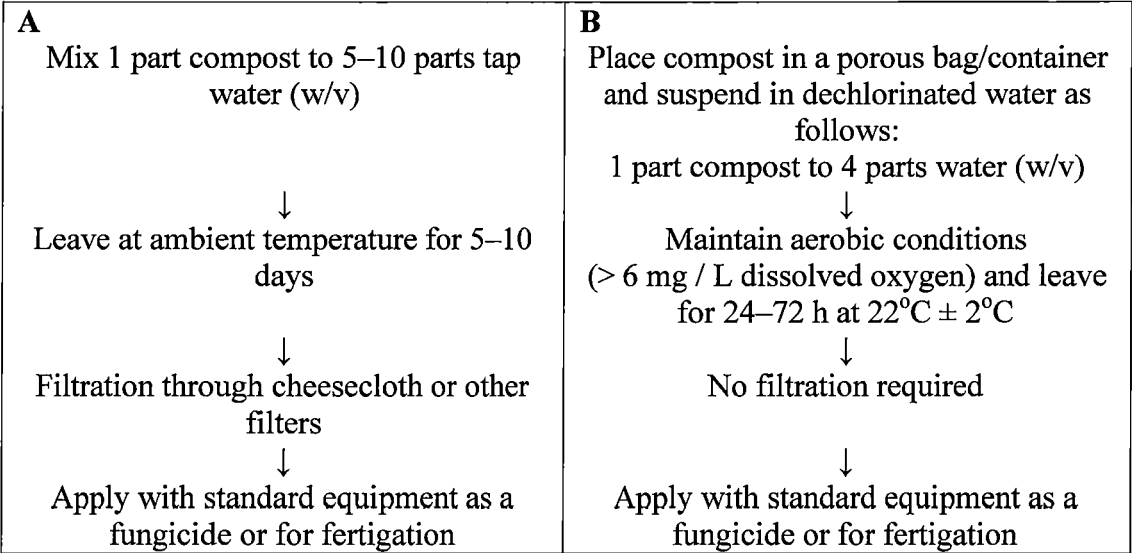 A
Mix 1 part compost to 5–10 parts tap
water (w/v)
↓
Leave at ambient temperature for 5–10
days
↓
Filtration through cheesecloth or other
filters
↓
Apply with standard equipment as a
fungicide or for fertigation
B
Place compost in a porous bag/container
and suspend in dechlorinated water as
follows:
1 part compost to 4 parts water (w/v)
↓
Maintain aerobic conditions
(> 6 mg / L dissolved oxygen) and leave
for 24–72 h at 22°C ± 2°C
↓
No filtration required
↓
Apply with standard equipment as a
fungicide or for fertigation